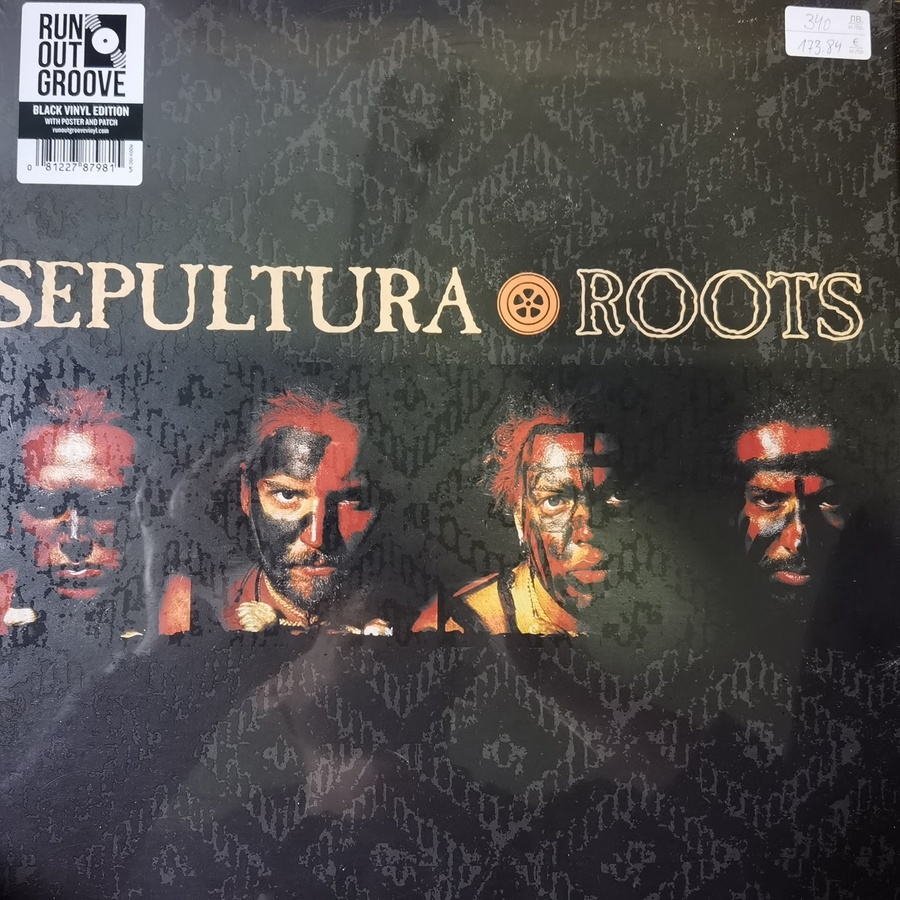 RUN
OUT
GROOVE
BLACK VINYL EDITION
WITH POSTER AND PATCH
runoutgroovevinyl.com
0 81227 87981 5
340 ЛВ.
173.84 €
SEPULTURA ROOTS